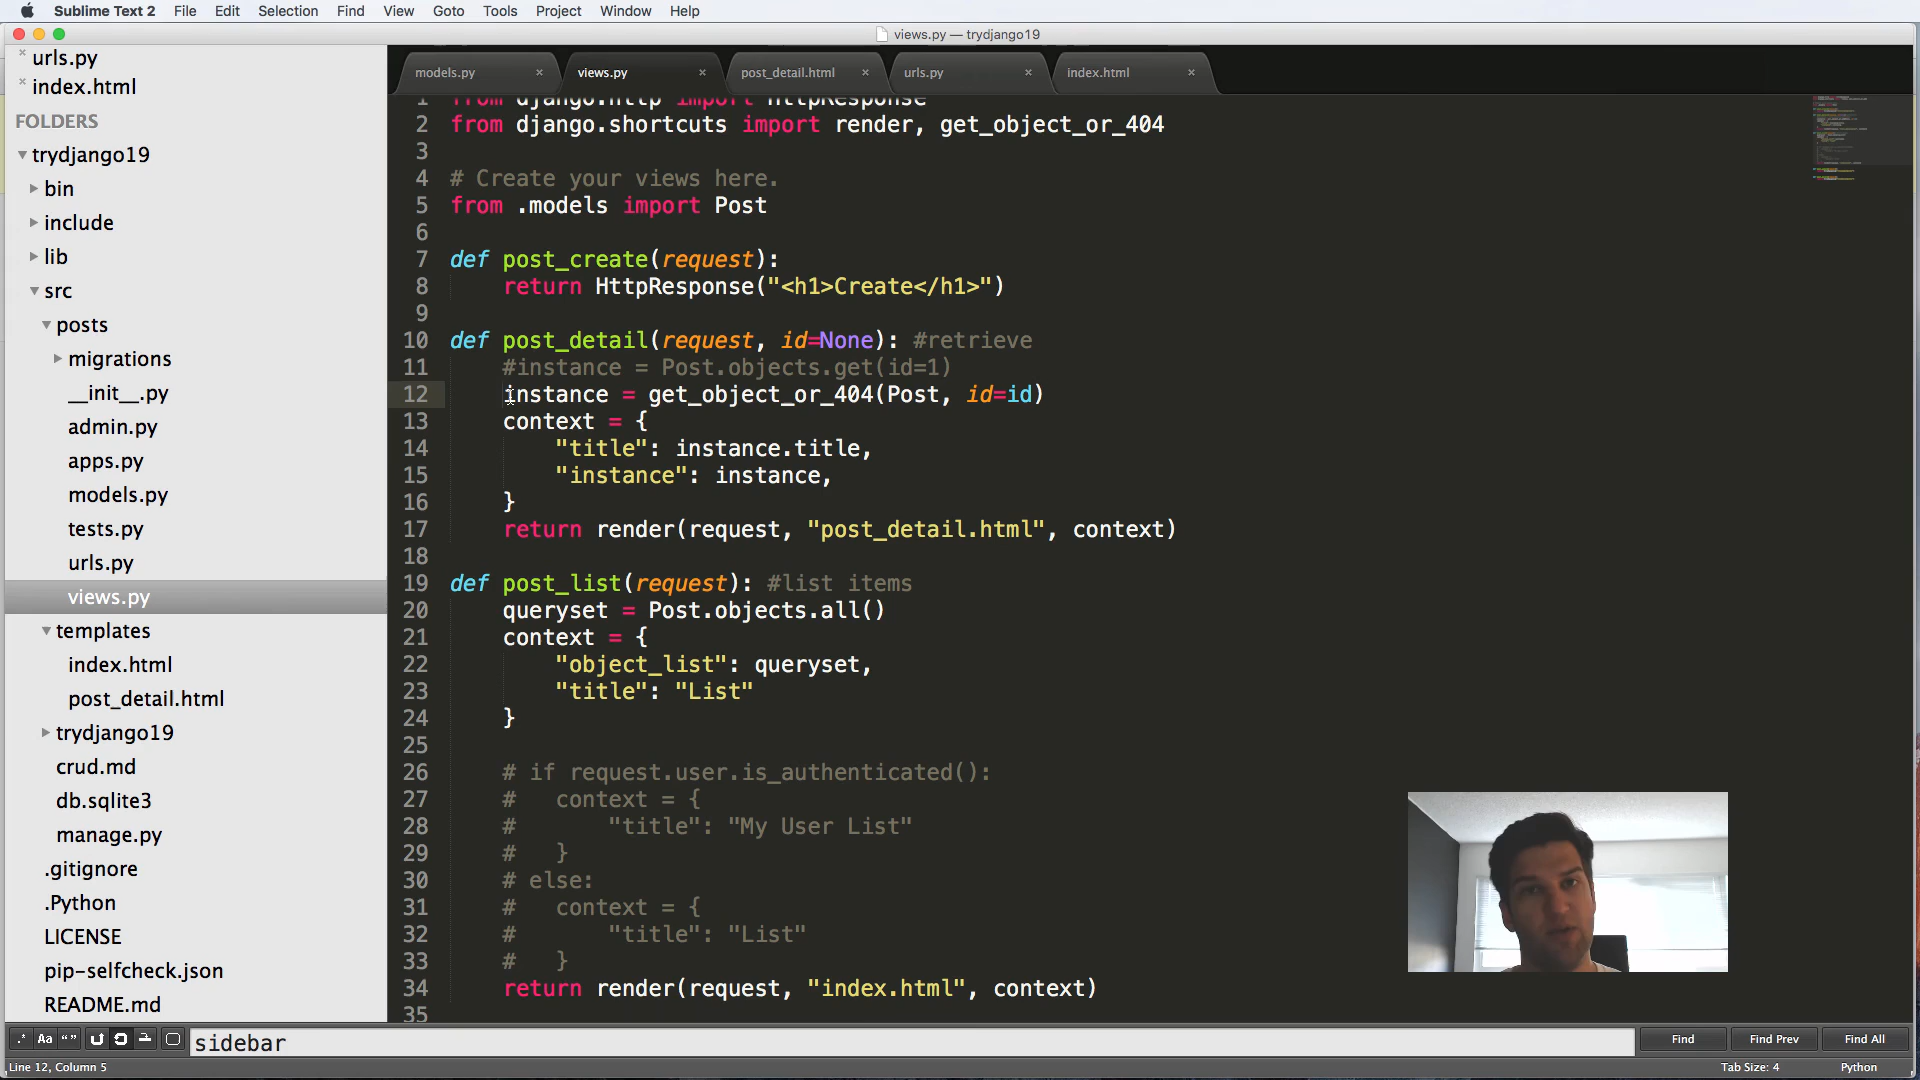 Sublime Text 2 File Edit Selection Find View Goto Tools Project Window Help
views.py — trydjango19
urls.py
index.html
FOLDERS
trydjango19
bin
include
lib
src
posts
migrations
__init__.py
admin.py
apps.py
models.py
tests.py
urls.py
views.py
templates
index.html
post_detail.html
trydjango19
crud.md
db.sqlite3
manage.py
.gitignore
.Python
LICENSE
pip-selfcheck.json
README.md
models.py × views.py × post_detail.html × urls.py × index.html ×
1 from django.http import HttpResponse
2 from django.shortcuts import render, get_object_or_404
3
4 # Create your views here.
5 from .models import Post
6
7 def post_create(request):
8 return HttpResponse("<h1>Create</h1>")
9
10 def post_detail(request, id=None): #retrieve
11 #instance = Post.objects.get(id=1)
12 instance = get_object_or_404(Post, id=id)
13 context = {
14 "title": instance.title,
15 "instance": instance,
16 }
17 return render(request, "post_detail.html", context)
18
19 def post_list(request): #list items
20 queryset = Post.objects.all()
21 context = {
22 "object_list": queryset,
23 "title": "List"
24 }
25
26 # if request.user.is_authenticated():
27 # context = {
28 # "title": "My User List"
29 # }
30 # else:
31 # context = {
32 # "title": "List"
33 # }
34 return render(request, "index.html", context)
35
.* Aa “” sidebar Find Find Prev Find All
Line 12, Column 5 Tab Size: 4 Python